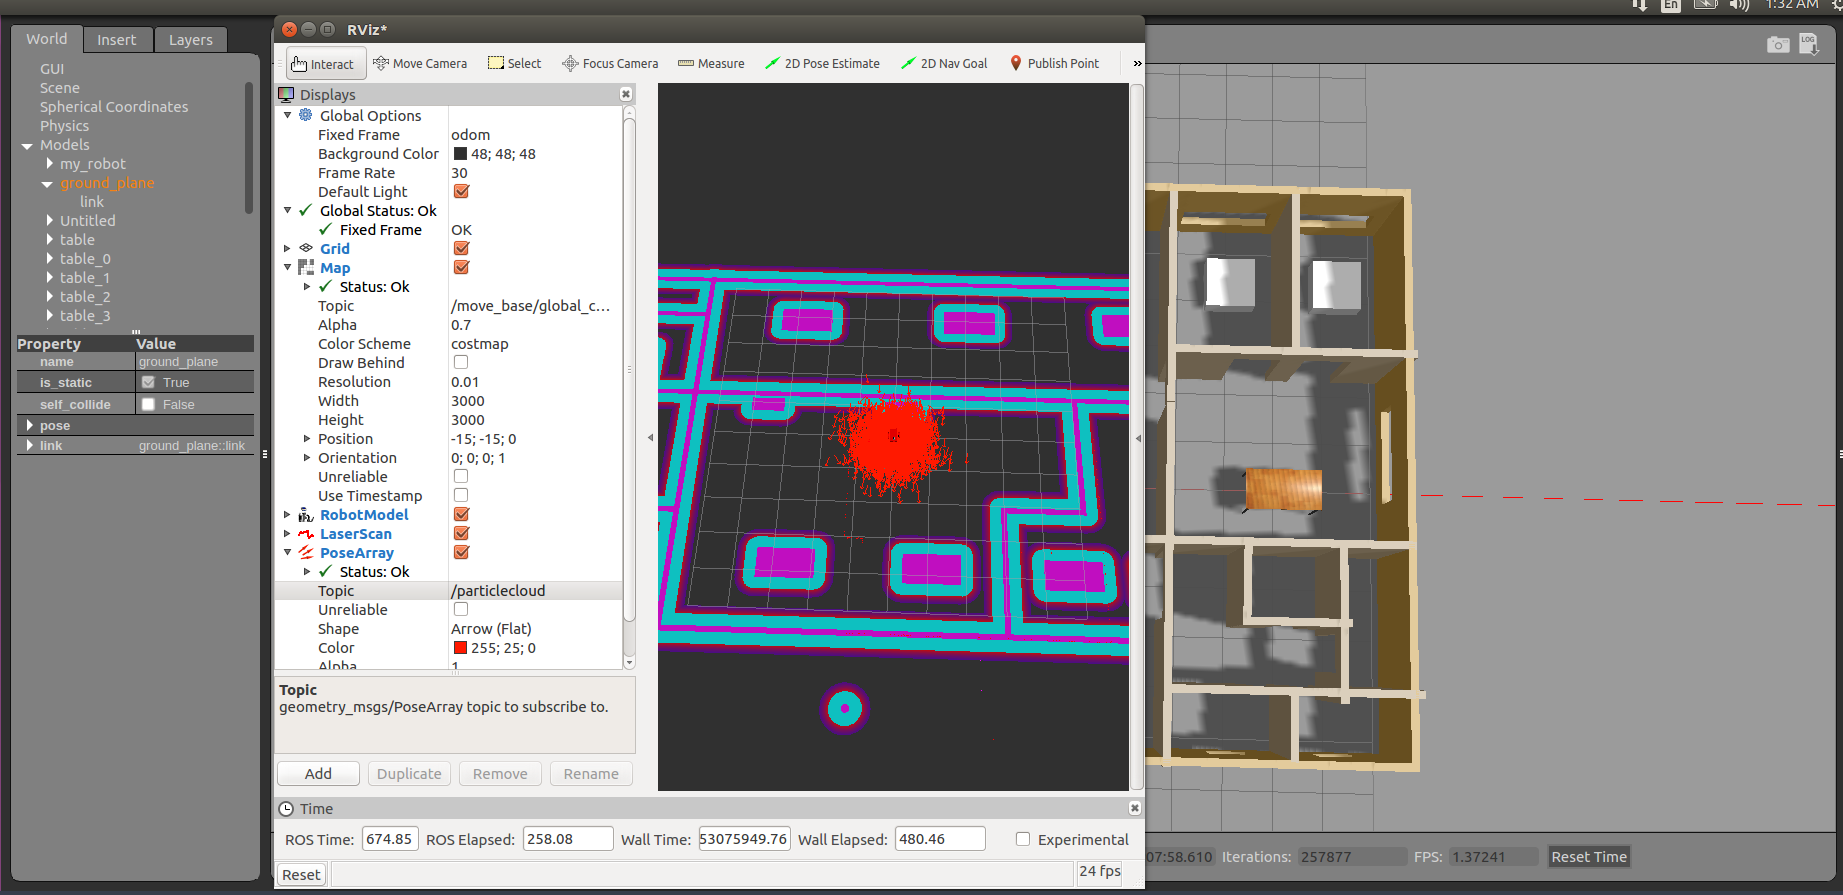 En
1:32 AM
World
Insert
Layers
GUI
Scene
Spherical Coordinates
Physics
Models
my_robot
ground_plane
link
Untitled
table
table_0
table_1
table_2
table_3
Property Value
name ground_plane
is_static True
self_collide False
pose
link ground_plane::link
RViz*
Interact Move Camera Select Focus Camera Measure 2D Pose Estimate 2D Nav Goal Publish Point »
Displays
Global Options
Fixed Frame odom
Background Color 48; 48; 48
Frame Rate 30
Default Light
Global Status: Ok
Fixed Frame OK
Grid
Map
Status: Ok
Topic /move_base/global_c...
Alpha 0.7
Color Scheme costmap
Draw Behind
Resolution 0.01
Width 3000
Height 3000
Position -15; -15; 0
Orientation 0; 0; 0; 1
Unreliable
Use Timestamp
RobotModel
LaserScan
PoseArray
Status: Ok
Topic /particlecloud
Unreliable
Shape Arrow (Flat)
Color 255; 25; 0
Alpha 1
Topic
geometry_msgs/PoseArray topic to subscribe to.
Add Duplicate Remove Rename
Time
ROS Time: 674.85 ROS Elapsed: 258.08 Wall Time: 53075949.76 Wall Elapsed: 480.46 Experimental
Reset
24 fps
LOG
07:58.610 Iterations: 257877 FPS: 1.37241 Reset Time